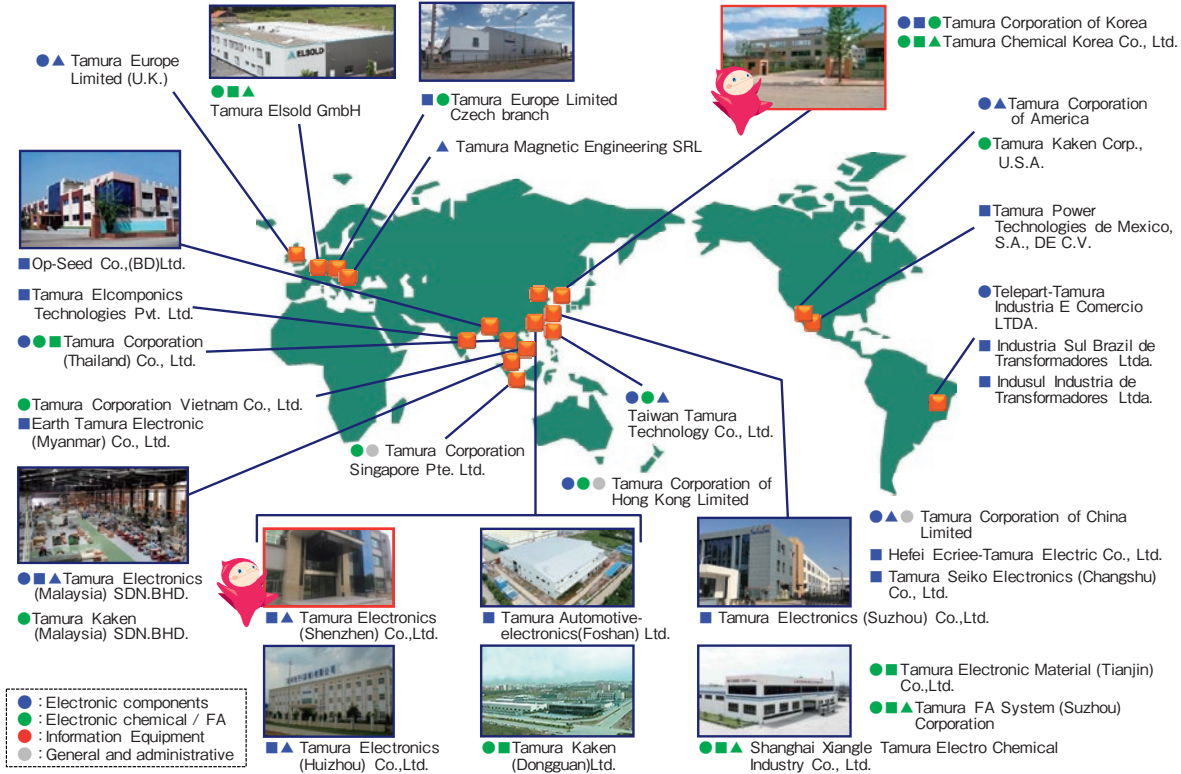 ELSOLD
Tamura Europe
Limited (U.K.)
Tamura Elsold GmbH
Tamura Europe Limited
Czech branch
Tamura Magnetic Engineering SRL
Tamura Corporation of Korea
Tamura Chemical Korea Co., Ltd.
Tamura Corporation
of America
Tamura Kaken Corp.,
U.S.A.
Tamura Power
Technologies de Mexico,
S.A., DE C.V.
Telepart-Tamura
Industria E Comercio
LTDA.
Industria Sul Brazil de
Transformadores Ltda.
Indusul Industria de
Transformadores Ltda.
Op-Seed Co.,(BD)Ltd.
Tamura Elcomponics
Technologies Pvt. Ltd.
Tamura Corporation
(Thailand) Co., Ltd.
Tamura Corporation Vietnam Co., Ltd.
Earth Tamura Electronic
(Myanmar) Co., Ltd.
Tamura Corporation
Singapore Pte. Ltd.
Taiwan Tamura
Technology Co., Ltd.
Tamura Corporation of
Hong Kong Limited
Tamura Electronics
(Malaysia) SDN.BHD.
Tamura Kaken
(Malaysia) SDN.BHD.
Tamura Electronics
(Shenzhen) Co.,Ltd.
Tamura Automotive-
electronics(Foshan) Ltd.
Tamura Electronics (Suzhou) Co.,Ltd.
Tamura Corporation of China
Limited
Hefei Ecriee-Tamura Electric Co., Ltd.
Tamura Seiko Electronics (Changshu)
Co., Ltd.
Tamura Electronics
(Huizhou) Co.,Ltd.
Tamura Kaken
(Dongguan)Ltd.
Shanghai Xiangle Tamura Electro Chemical
Industry Co., Ltd.
Tamura Electronic Material (Tianjin)
Co.,Ltd.
Tamura FA System (Suzhou)
Corporation
: Electronic components
: Electronic chemical / FA
: Information Equipment
: General and administrative